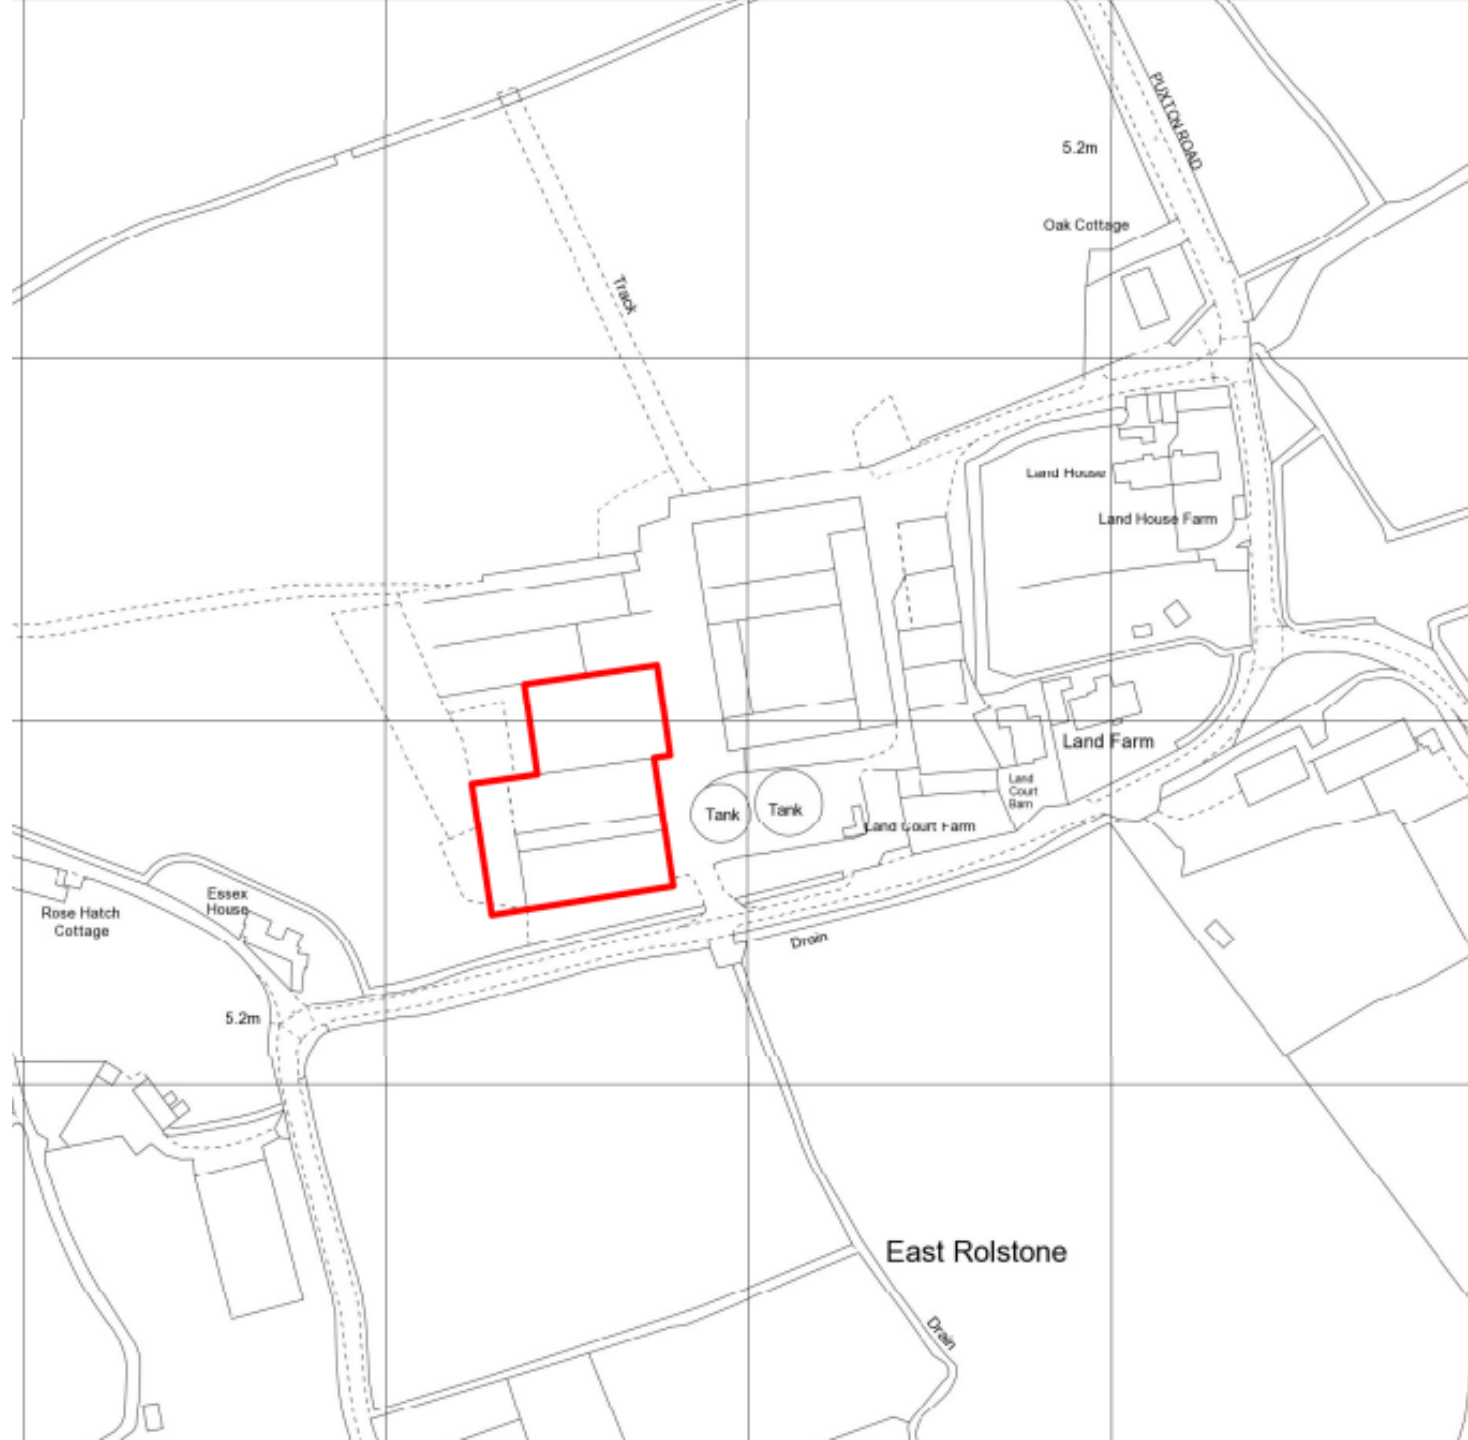 PUXTON ROAD
5.2m
Oak Cottage
Track
Land House
Land House Farm
Land Farm
Land
Court
Barn
Tank
Tank
Land Court Farm
Essex
House
Rose Hatch
Cottage
Drain
5.2m
East Rolstone
Drain